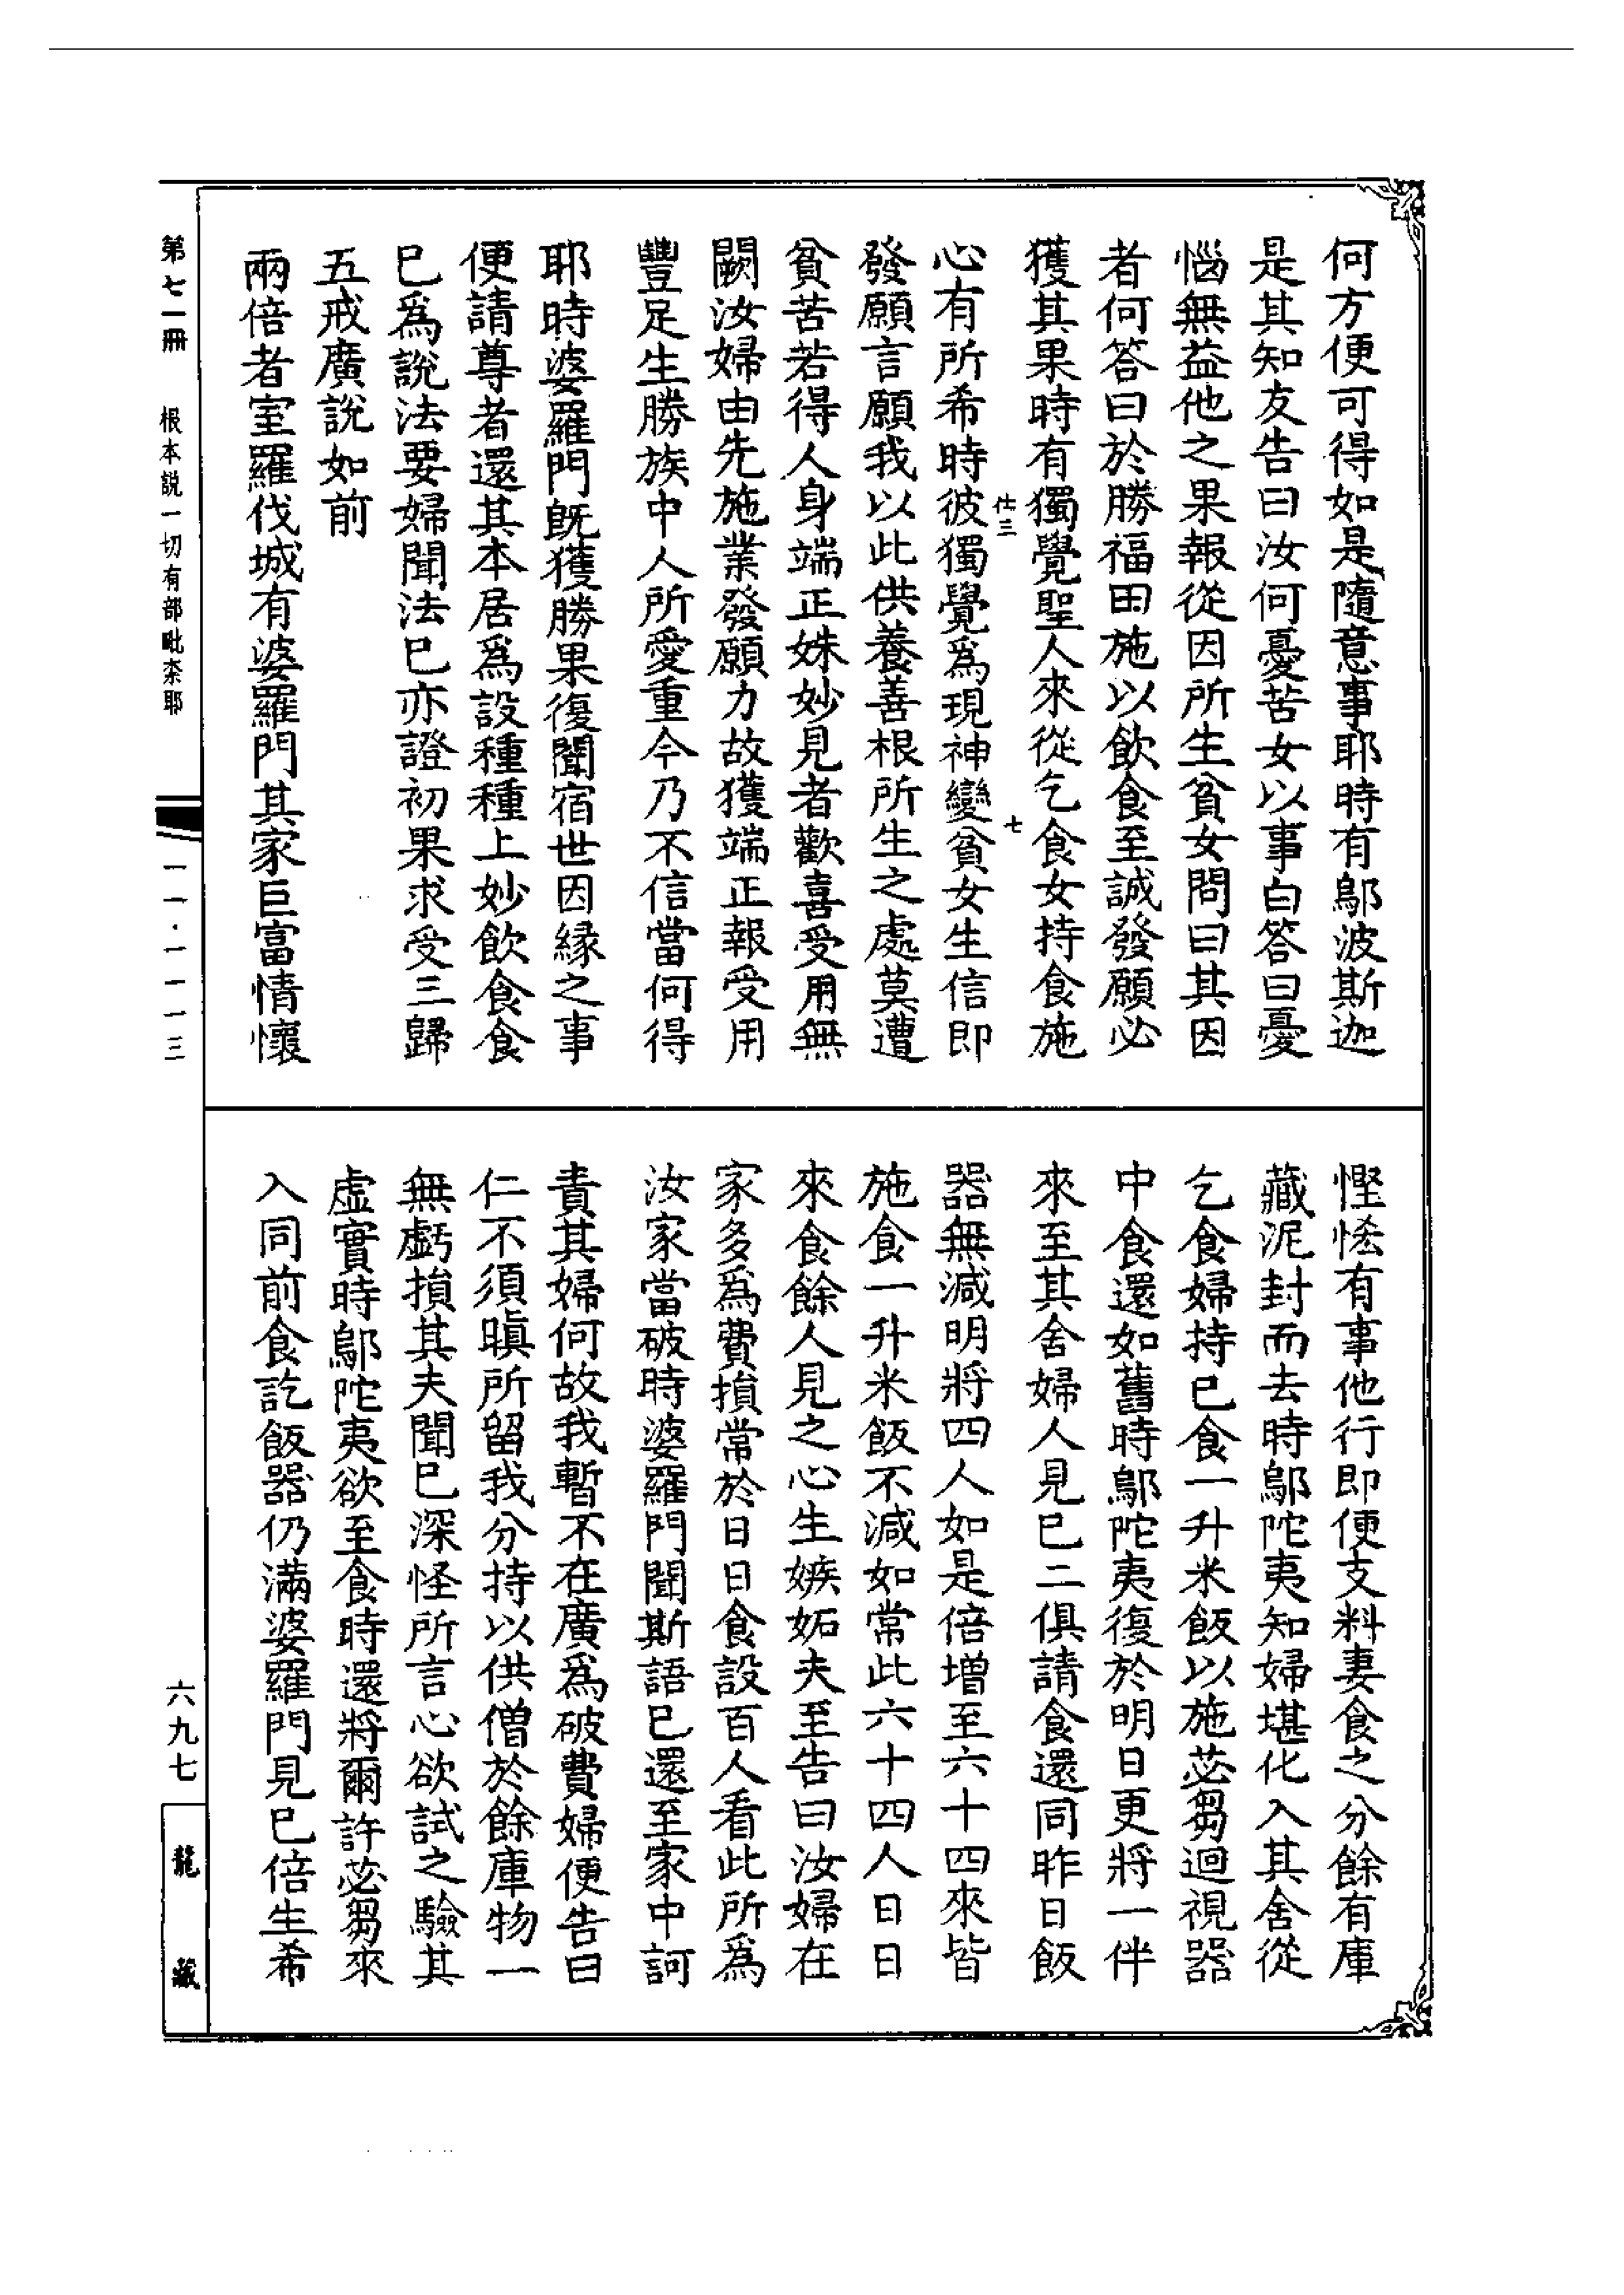 何方便可得如是隨意事耶時有鄔波斯迦
是其知友告曰汝何憂苦女以事白答曰憂
惱無益他之果報從因所生貧女問曰其因
者何答曰於勝福田施以飲食至誠發願必
獲其果時有獨覺聖人來從乞食女持食施
仕三
七
心有所希時彼獨覺爲現神變貧女生信即
發願言願我以此供養善根所生之處莫遭
貧苦若得人身端正姝妙見者歡喜受用無
闕汝婦由先施業發願力故獲端正報受用
豐足生勝族中人所愛重今乃不信當何得
耶時婆羅門旣獲勝果復聞宿世因緣之事
便請尊者還其本居爲設種種上妙飲食食
已爲說法要婦聞法已亦證初果求受三歸
五戒廣說如前
兩倍者室羅伐城有婆羅門其家巨富情懷
慳悋有事他行即便支料妻食之分餘有庫
藏泥封而去時鄔陀夷知婦堪化入其舍從
乞食婦持已食一升米飯以施苾芻迴視器
中食還如舊時鄔陀夷復於明日更將一伴
來至其舍婦人見已二俱請食還同昨日飯
器無減明將四人如是倍增至六十四來皆
施食一升米飯不減如常此六十四人日日
來食餘人見之心生嫉妬夫至告曰汝婦在
家多爲費損常於日日食設百人看此所爲
汝家當破時婆羅門聞斯語已還至家中訶
責其婦何故我暫不在廣爲破費婦便告曰
仁不須瞋所留我分持以供僧於餘庫物一
無虧損其夫聞已深怪所言心欲試之驗其
虛實時鄔陀夷欲至食時還將爾許苾芻來
入同前食訖飯器仍滿婆羅門見已倍生希
第七一冊 根本説一切有部毗柰耶
一一·一一一三
六九七
龍藏